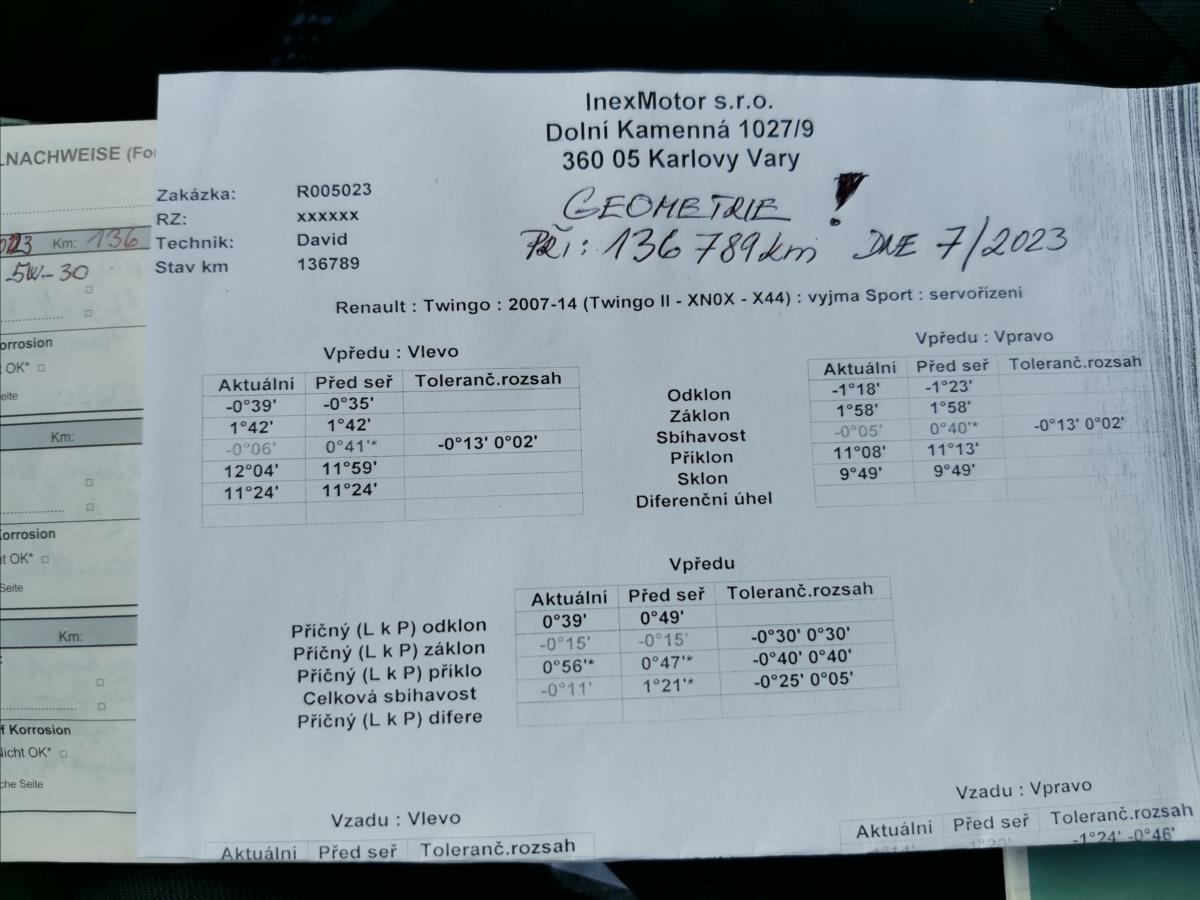 InexMotor s.r.o.
Dolní Kamenná 1027/9
360 05 Karlovy Vary
Zakázka: R005023
RZ: xxxxxx
Technik: David
Stav km 136789
GEOMETRIE !
PŘI: 136 789 km DNE 7/2023
Renault : Twingo : 2007-14 (Twingo II - XN0X - X44) : vyjma Sport : servořízení
Vpředu : Vlevo
Aktuální Před seř Toleranč.rozsah
-0°39' -0°35'
1°42' 1°42'
-0°06' 0°41'* -0°13' 0°02'
12°04' 11°59'
11°24' 11°24'
Odklon
Záklon
Sbíhavost
Příklon
Sklon
Diferenční úhel
Vpředu : Vpravo
Aktuální Před seř Toleranč.rozsah
-1°18' -1°23'
1°58' 1°58'
-0°05' 0°40'* -0°13' 0°02'
11°08' 11°13'
9°49' 9°49'
Vpředu
Aktuální Před seř Toleranč.rozsah
Příčný (L k P) odklon 0°39' 0°49'
Příčný (L k P) záklon -0°15' -0°15' -0°30' 0°30'
Příčný (L k P) příklo 0°56'* 0°47'* -0°40' 0°40'
Celková sbíhavost -0°11' 1°21'* -0°25' 0°05'
Příčný (L k P) difere
Vzadu : Vlevo
Aktuální Před seř Toleranč.rozsah
Vzadu : Vpravo
Aktuální Před seř Toleranč.rozsah
-1°24' -0°46'
LNACHWEISE (For
Km: 136
5W-30
orrosion
t OK*
eite
Km:
Korrosion
t OK*
Seite
Km:
f Korrosion
Nicht OK*
che Seite